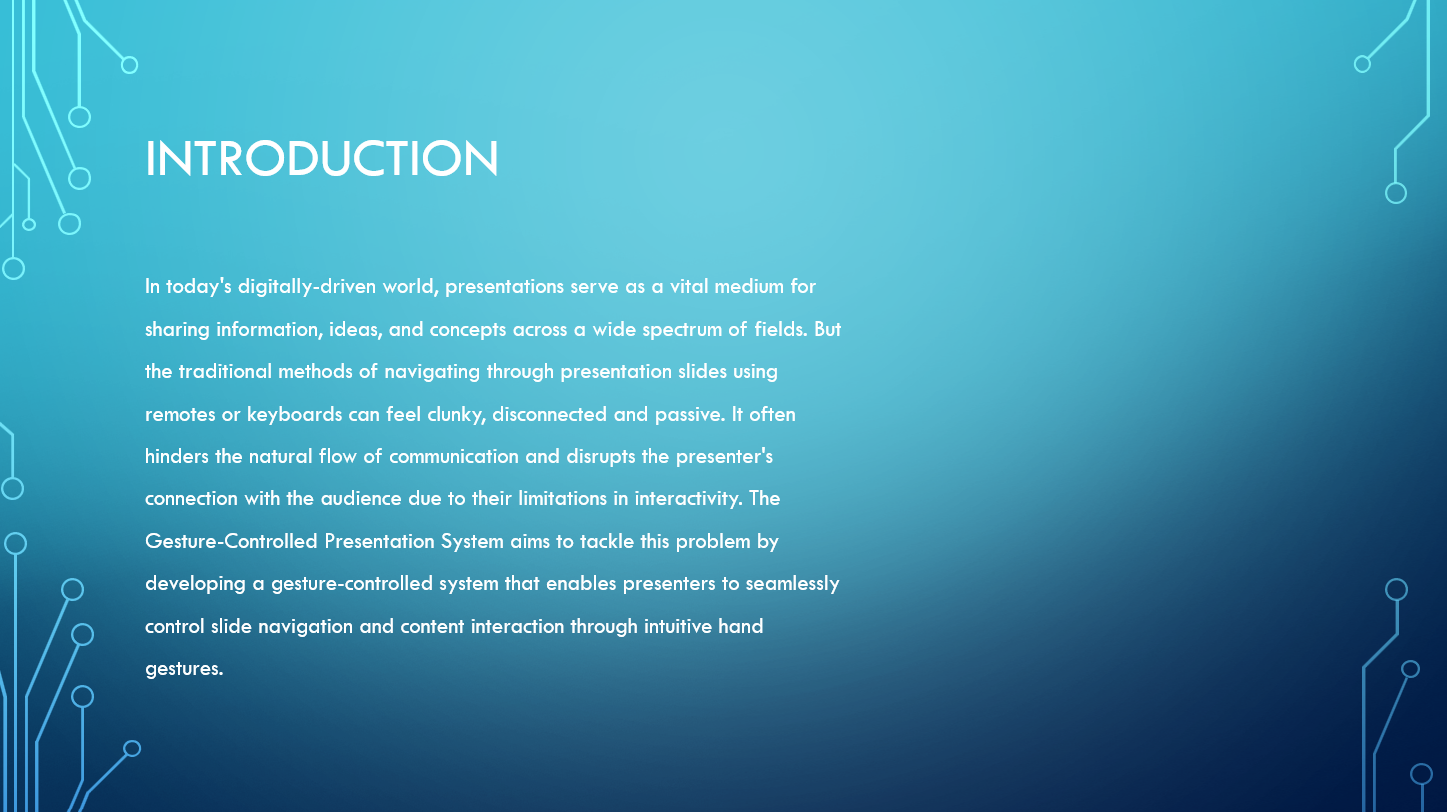 INTRODUCTION
In today's digitally-driven world, presentations serve as a vital medium for
sharing information, ideas, and concepts across a wide spectrum of fields. But
the traditional methods of navigating through presentation slides using
remotes or keyboards can feel clunky, disconnected and passive. It often
hinders the natural flow of communication and disrupts the presenter's
connection with the audience due to their limitations in interactivity. The
Gesture-Controlled Presentation System aims to tackle this problem by
developing a gesture-controlled system that enables presenters to seamlessly
control slide navigation and content interaction through intuitive hand
gestures.